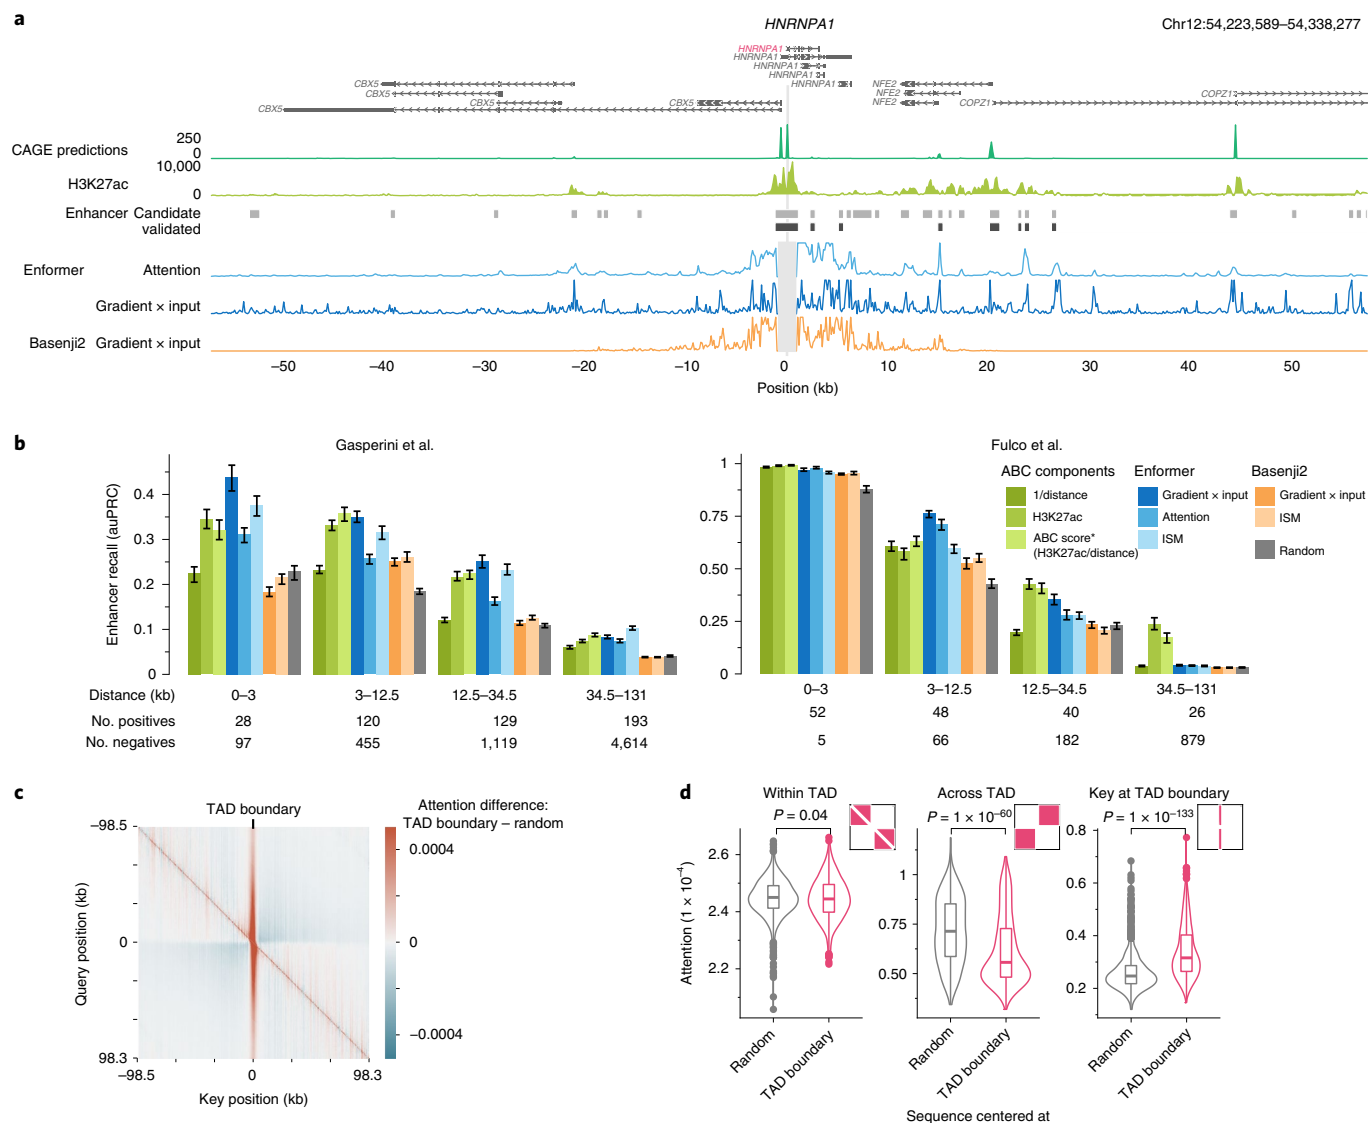 a
HNRNPA1
Chr12:54,223,589–54,338,277
HNRNPA1
HNRNPA1
HNRNPA1
HNRNPA1
HNRNPA1
CBX5
CBX5
CBX5
CBX5
CBX5
NFE2
NFE2
NFE2
COPZ1
COPZ1
CAGE predictions
250
0
10,000
H3K27ac
0
Enhancer Candidate
validated
Enformer Attention
Gradient × input
Basenji2 Gradient × input
−50 −40 −30 −20 −10 0 10 20 30 40 50
Position (kb)
b
Gasperini et al.
Enhancer recall (auPRC)
0.4
0.3
0.2
0.1
0
Distance (kb) 0–3 3–12.5 12.5–34.5 34.5–131
No. positives 28 120 129 193
No. negatives 97 455 1,119 4,614
Fulco et al.
1
0.75
0.50
0.25
0
0–3 3–12.5 12.5–34.5 34.5–131
52 48 40 26
5 66 182 879
ABC components
1/distance
H3K27ac
ABC score*
(H3K27ac/distance)
Enformer
Gradient × input
Attention
ISM
Basenji2
Gradient × input
ISM
Random
c
TAD boundary
Attention difference:
TAD boundary – random
−98.5
0
98.3
Query position (kb)
−98.5 0 98.3
Key position (kb)
0.0004
0
−0.0004
d
Within TAD
P = 0.04
Attention (1 × 10−4)
2.6
2.4
2.2
Random
TAD boundary
Across TAD
P = 1 × 10−60
1
0.75
0.50
Random
TAD boundary
Key at TAD boundary
P = 1 × 10−133
0.8
0.6
0.4
0.2
Random
TAD boundary
Sequence centered at